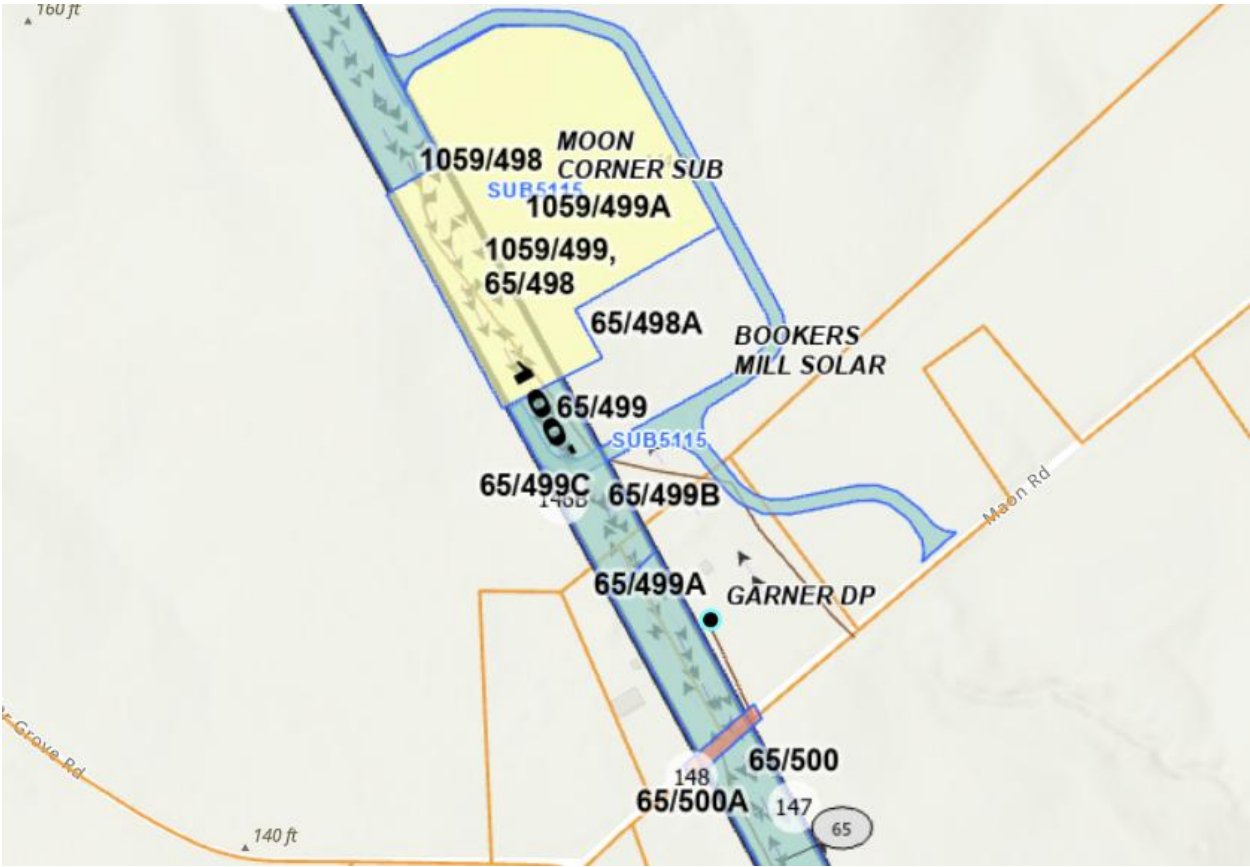 160 ft
MOON
CORNER SUB
1059/498
SUB5115
1059/499A
1059/499,
65/498
65/498A
BOOKERS
MILL SOLAR
100'
65/499
SUB5115
65/499C
65/499B
146B
Moon Rd
65/499A
GARNER DP
Grove Rd
65/500
148
65/500A
147
65
140 ft